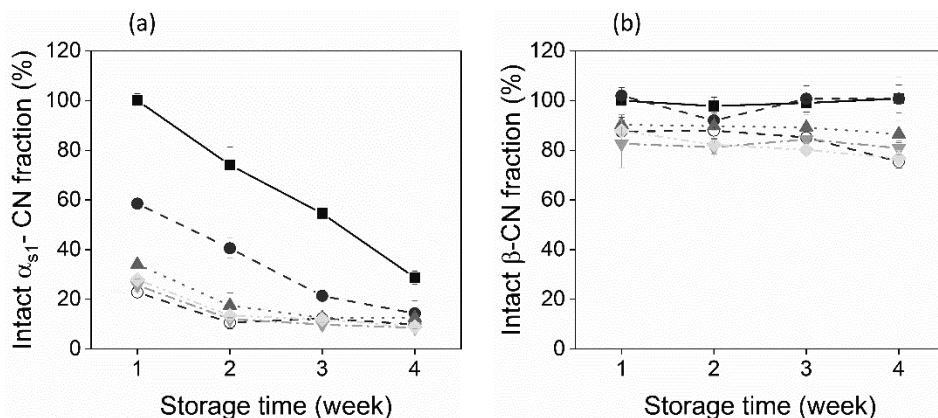 (a)
120
100
80
60
40
20
0
1 2 3 4
Intact αs1- CN fraction (%)
Storage time (week)
(b)
120
100
80
60
40
20
0
1 2 3 4
Intact β-CN fraction (%)
Storage time (week)